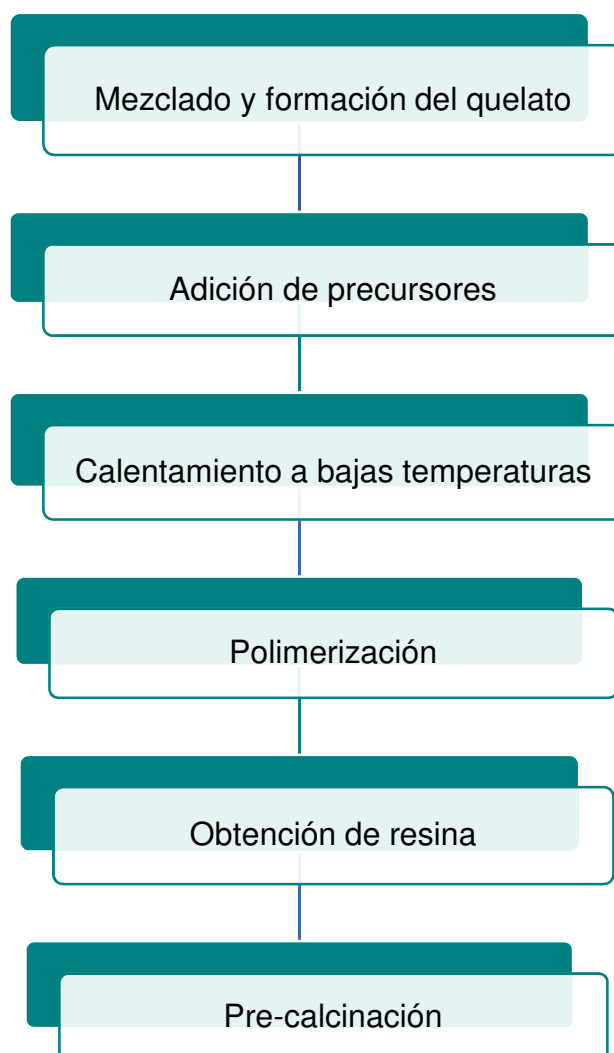 Mezclado y formación del quelato
Adición de precursores
Calentamiento a bajas temperaturas
Polimerización
Obtención de resina
Pre-calcinación